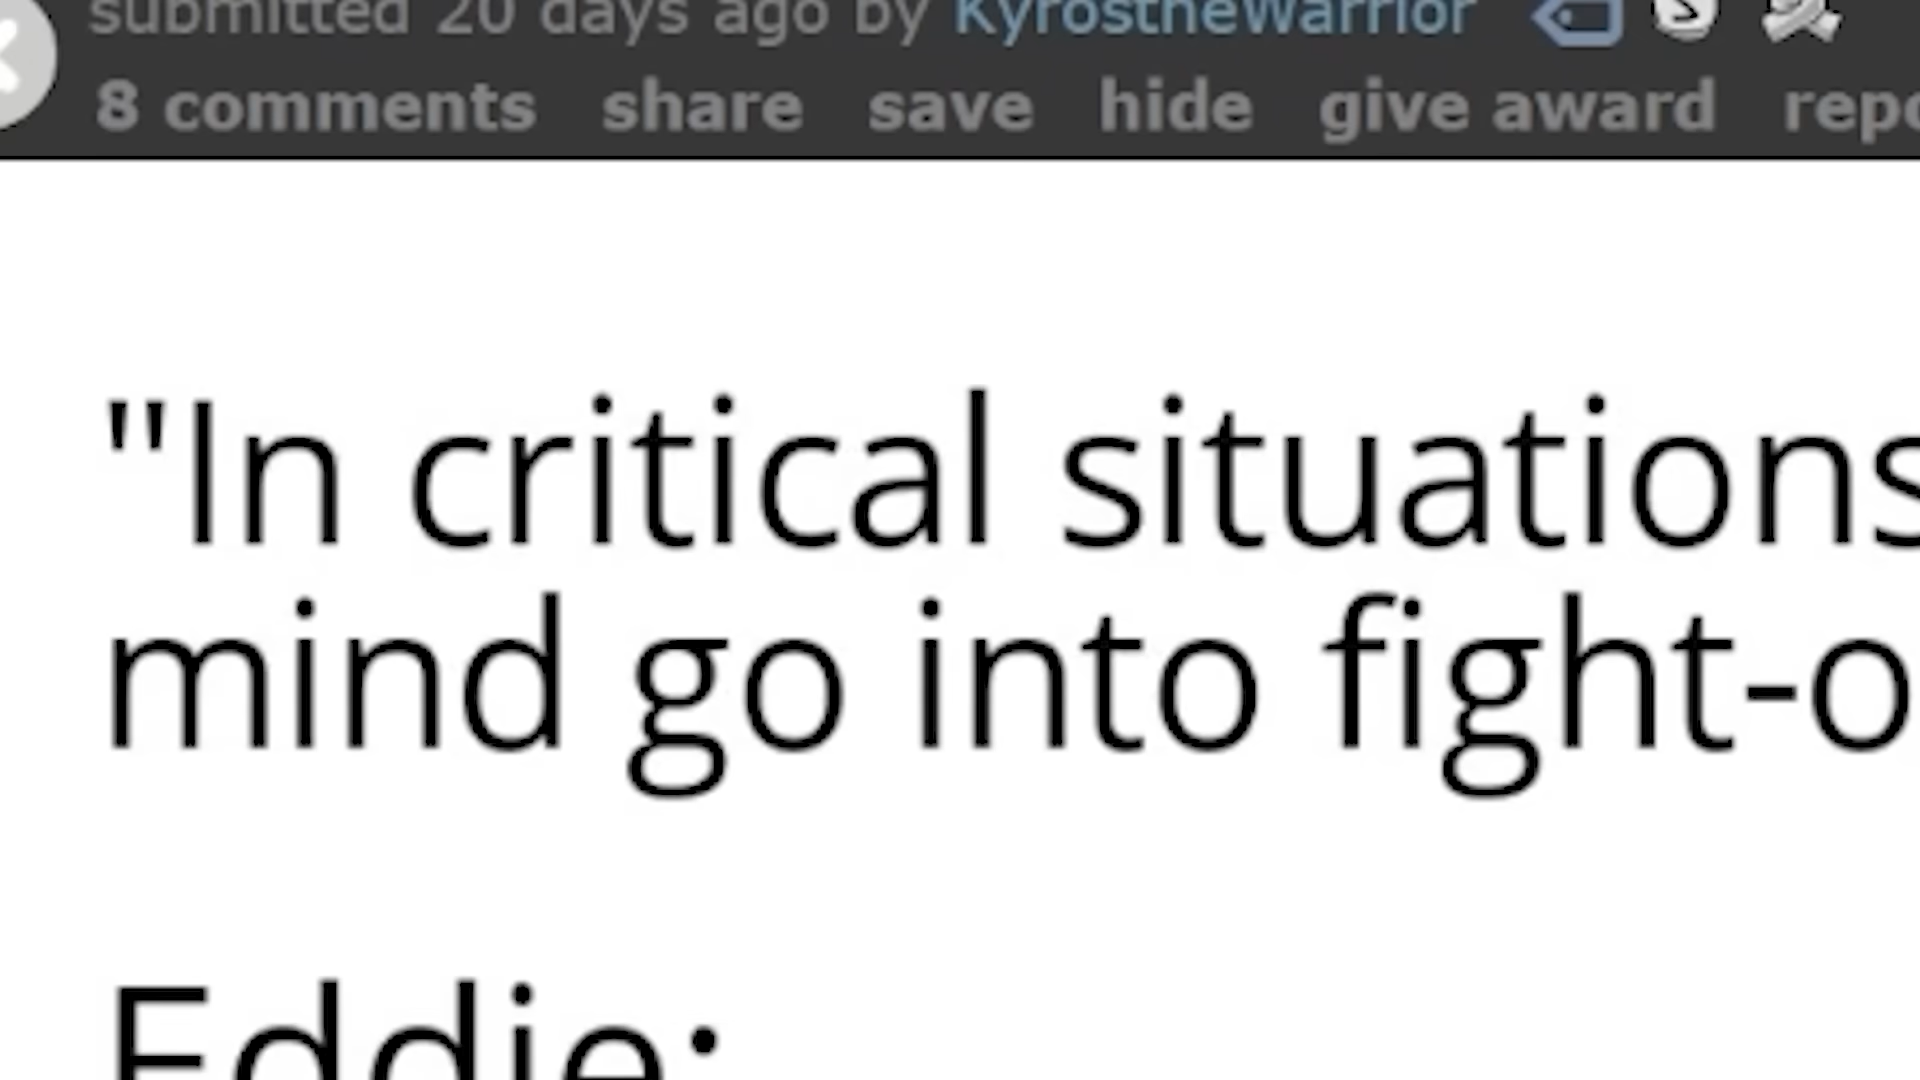 submitted 20 days ago by KyrostheWarrior
8 comments share save hide give award
"In critical situations
mind go into fight-o
Eddie: